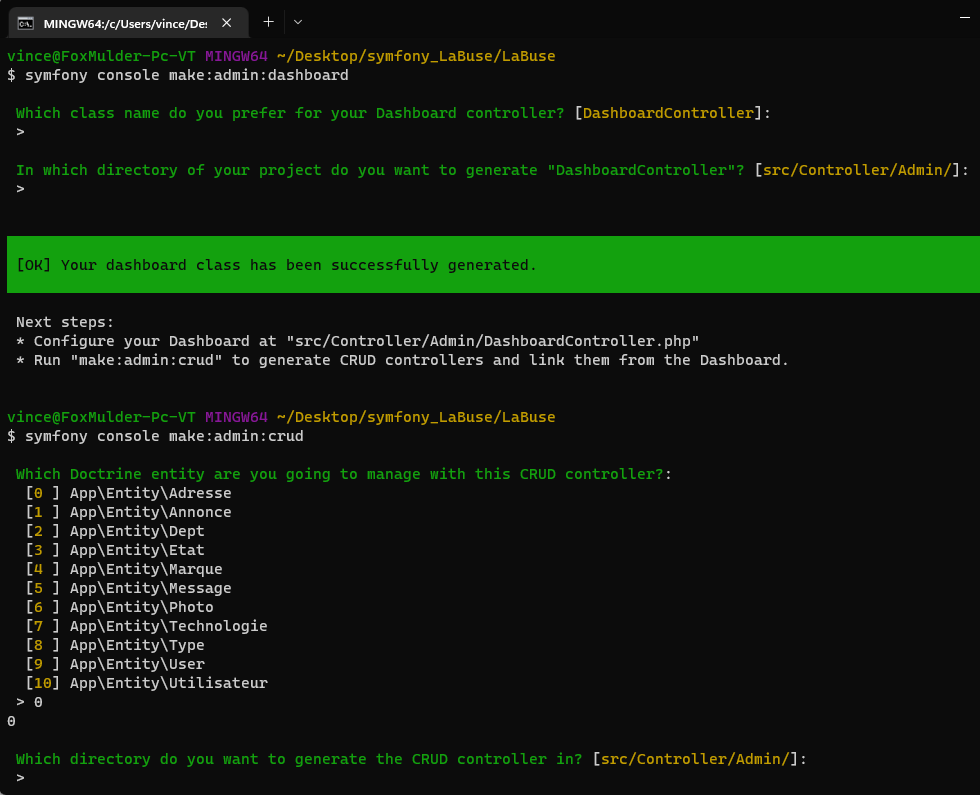 MINGW64:/c/Users/vince/Des
vince@FoxMulder-Pc-VT MINGW64 ~/Desktop/symfony_LaBuse/LaBuse
$ symfony console make:admin:dashboard
Which class name do you prefer for your Dashboard controller? [DashboardController]:
>
In which directory of your project do you want to generate "DashboardController"? [src/Controller/Admin/]:
>
[OK] Your dashboard class has been successfully generated.
Next steps:
* Configure your Dashboard at "src/Controller/Admin/DashboardController.php"
* Run "make:admin:crud" to generate CRUD controllers and link them from the Dashboard.
vince@FoxMulder-Pc-VT MINGW64 ~/Desktop/symfony_LaBuse/LaBuse
$ symfony console make:admin:crud
Which Doctrine entity are you going to manage with this CRUD controller?:
[0 ] App\Entity\Adresse
[1 ] App\Entity\Annonce
[2 ] App\Entity\Dept
[3 ] App\Entity\Etat
[4 ] App\Entity\Marque
[5 ] App\Entity\Message
[6 ] App\Entity\Photo
[7 ] App\Entity\Technologie
[8 ] App\Entity\Type
[9 ] App\Entity\User
[10] App\Entity\Utilisateur
> 0
0
Which directory do you want to generate the CRUD controller in? [src/Controller/Admin/]:
>